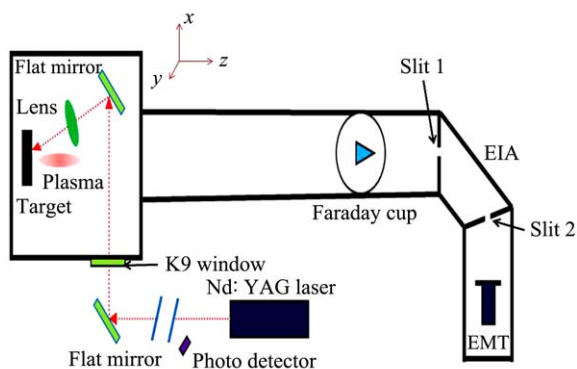 x
y
z
Flat mirror
Slit 1
Lens
EIA
Plasma
Target
Faraday cup
Slit 2
K9 window
Nd: YAG laser
Flat mirror
Photo detector
EMT